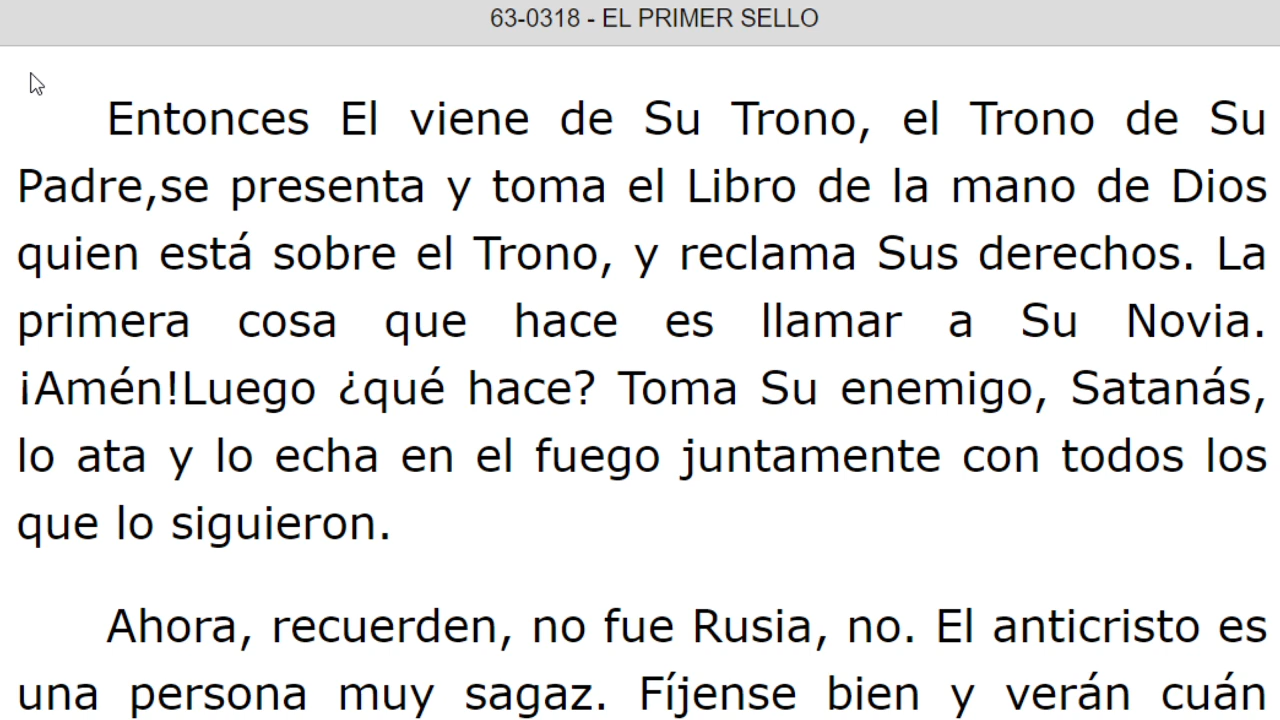 63-0318 - EL PRIMER SELLO
Entonces El viene de Su Trono, el Trono de Su
Padre,se presenta y toma el Libro de la mano de Dios
quien está sobre el Trono, y reclama Sus derechos. La
primera cosa que hace es llamar a Su Novia.
¡Amén!Luego ¿qué hace? Toma Su enemigo, Satanás,
lo ata y lo echa en el fuego juntamente con todos los
que lo siguieron.
Ahora, recuerden, no fue Rusia, no. El anticristo es
una persona muy sagaz. Fíjense bien y verán cuán